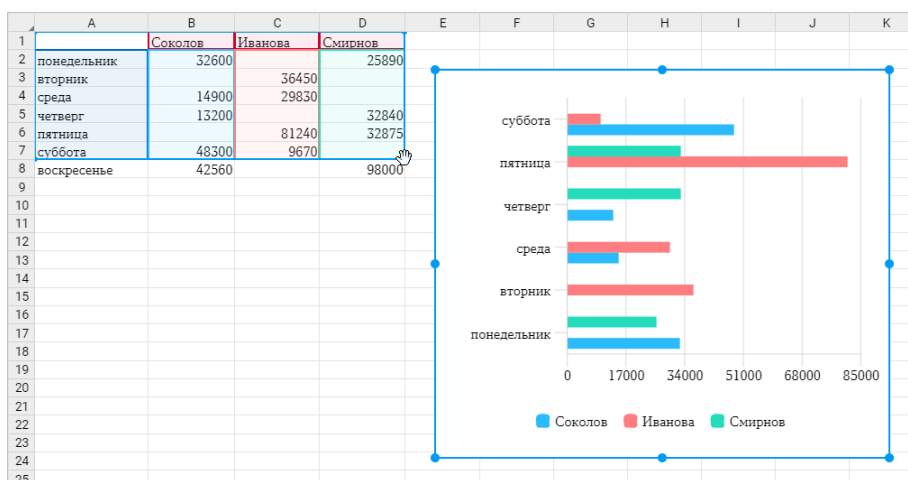 A B C D E F G H I J K
1 Соколов Иванова Смирнов
2 понедельник 32600 25890
3 вторник 36450
4 среда 14900 29830
5 четверг 13200 32840
6 пятница 81240 32875
7 суббота 48300 9670
8 воскресенье 42560 98000
9
10
11
12
13
14
15
16
17
18
19
20
21
22
23
24
25
суббота
пятница
четверг
среда
вторник
понедельник
0 17000 34000 51000 68000 85000
Соколов Иванова Смирнов